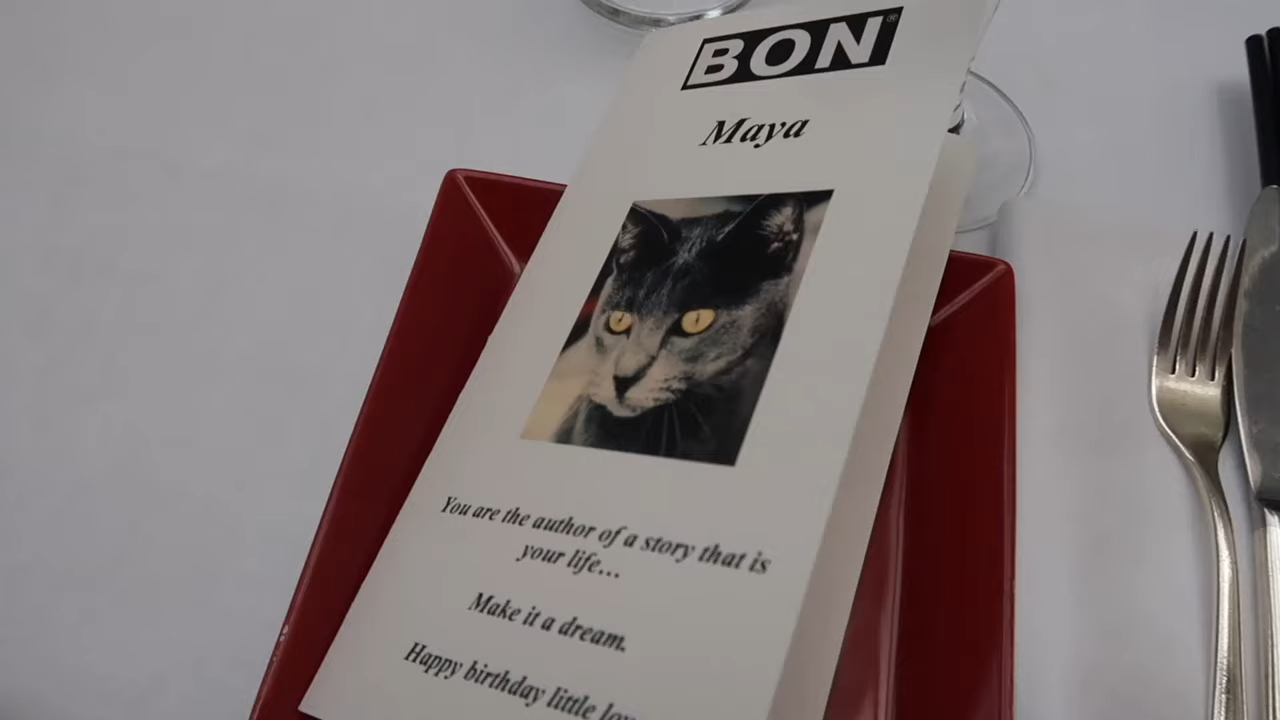 BON®
Maya
You are the author of a story that is
your life...
Make it a dream.
Happy birthday little